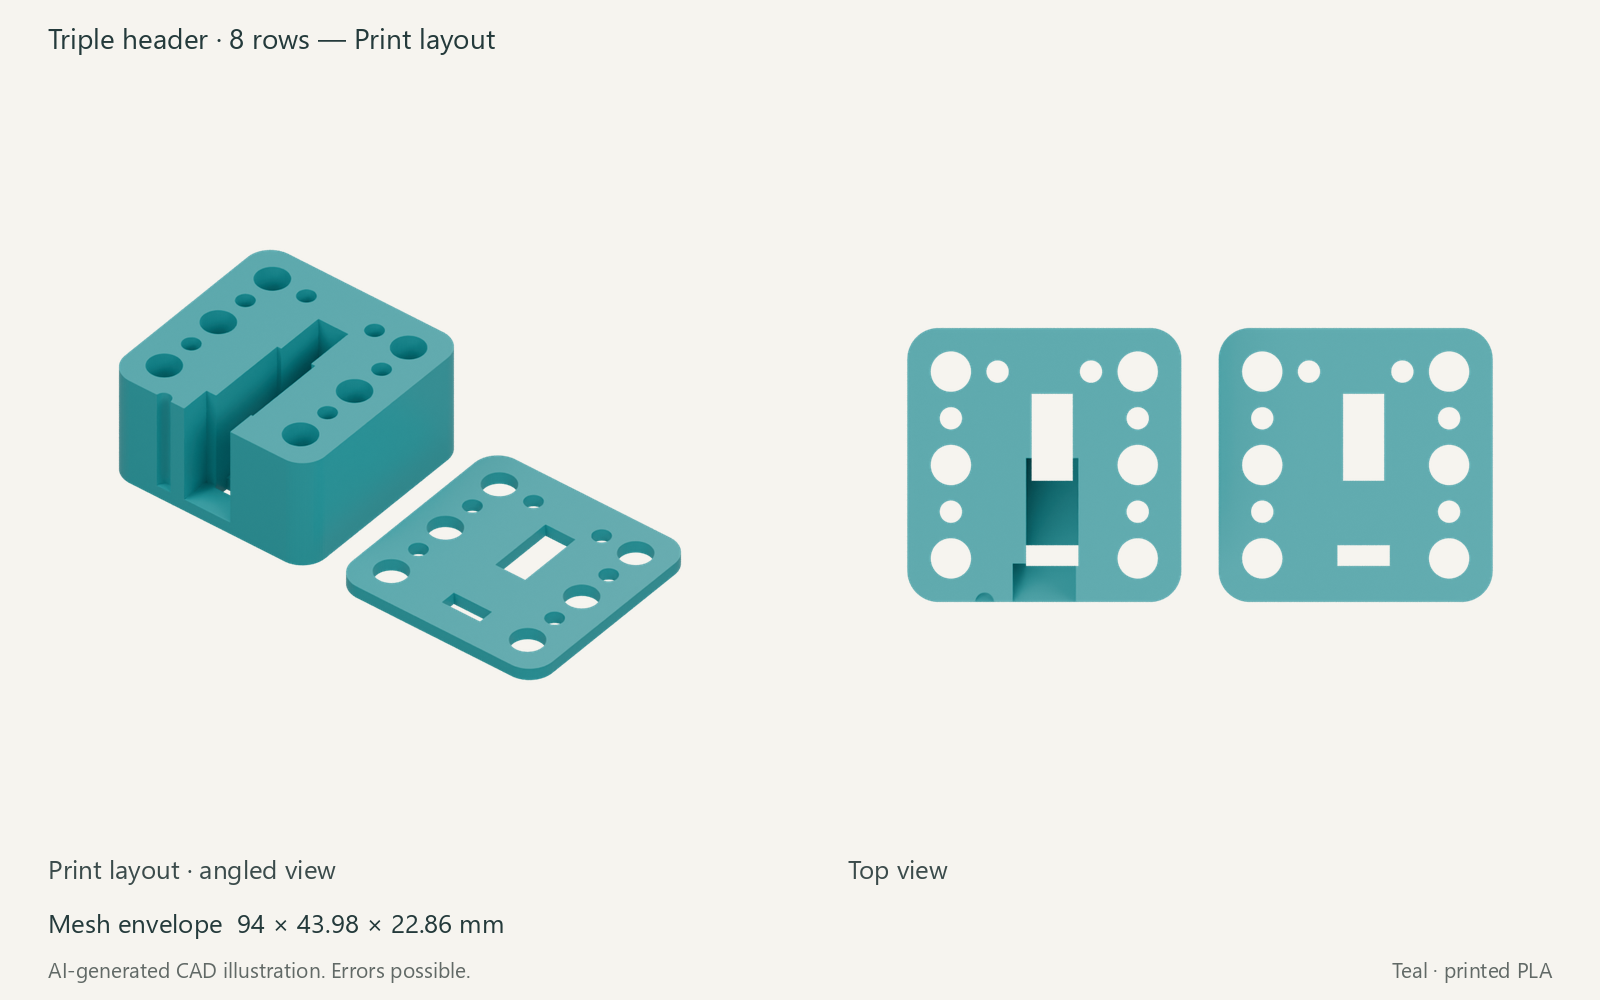 Triple header · 8 rows — Print layout
Print layout · angled view
Top view
Mesh envelope  94 × 43.98 × 22.86 mm
AI-generated CAD illustration. Errors possible.
Teal · printed PLA